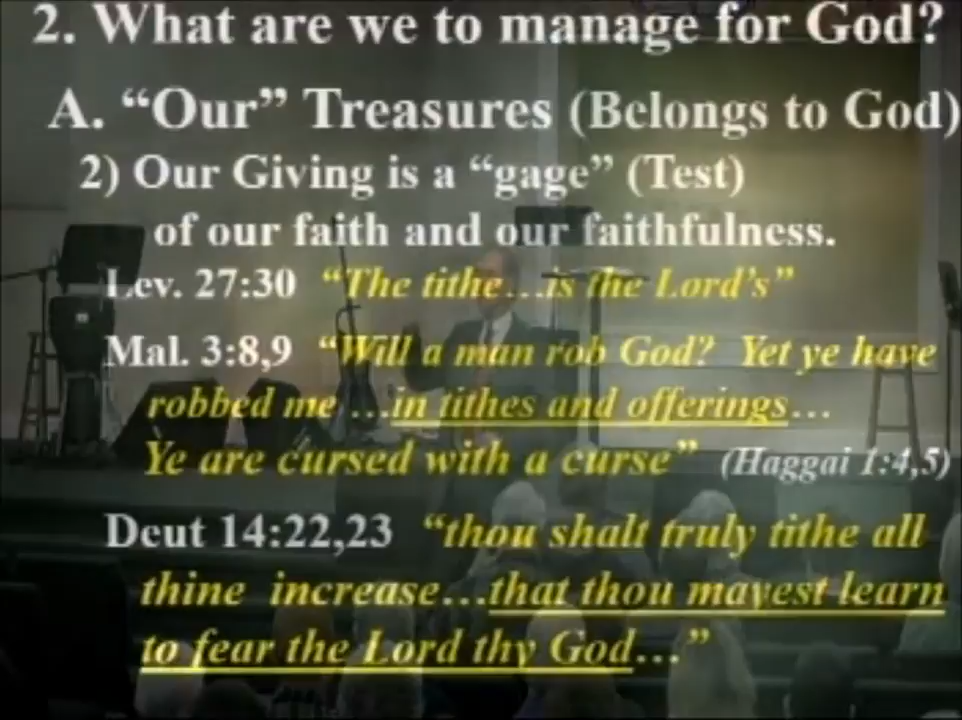 2. What are we to manage for God?
A. “Our” Treasures (Belongs to God)
2) Our Giving is a “gage” (Test)
of our faith and our faithfulness.
Lev. 27:30 “The tithe…is the Lord’s”
Mal. 3:8,9 “Will a man rob God? Yet ye have
robbed me …in tithes and offerings…
Ye are cursed with a curse” (Haggai 1:4,5)
Deut 14:22,23 “thou shalt truly tithe all
thine increase…that thou mayest learn
to fear the Lord thy God…”